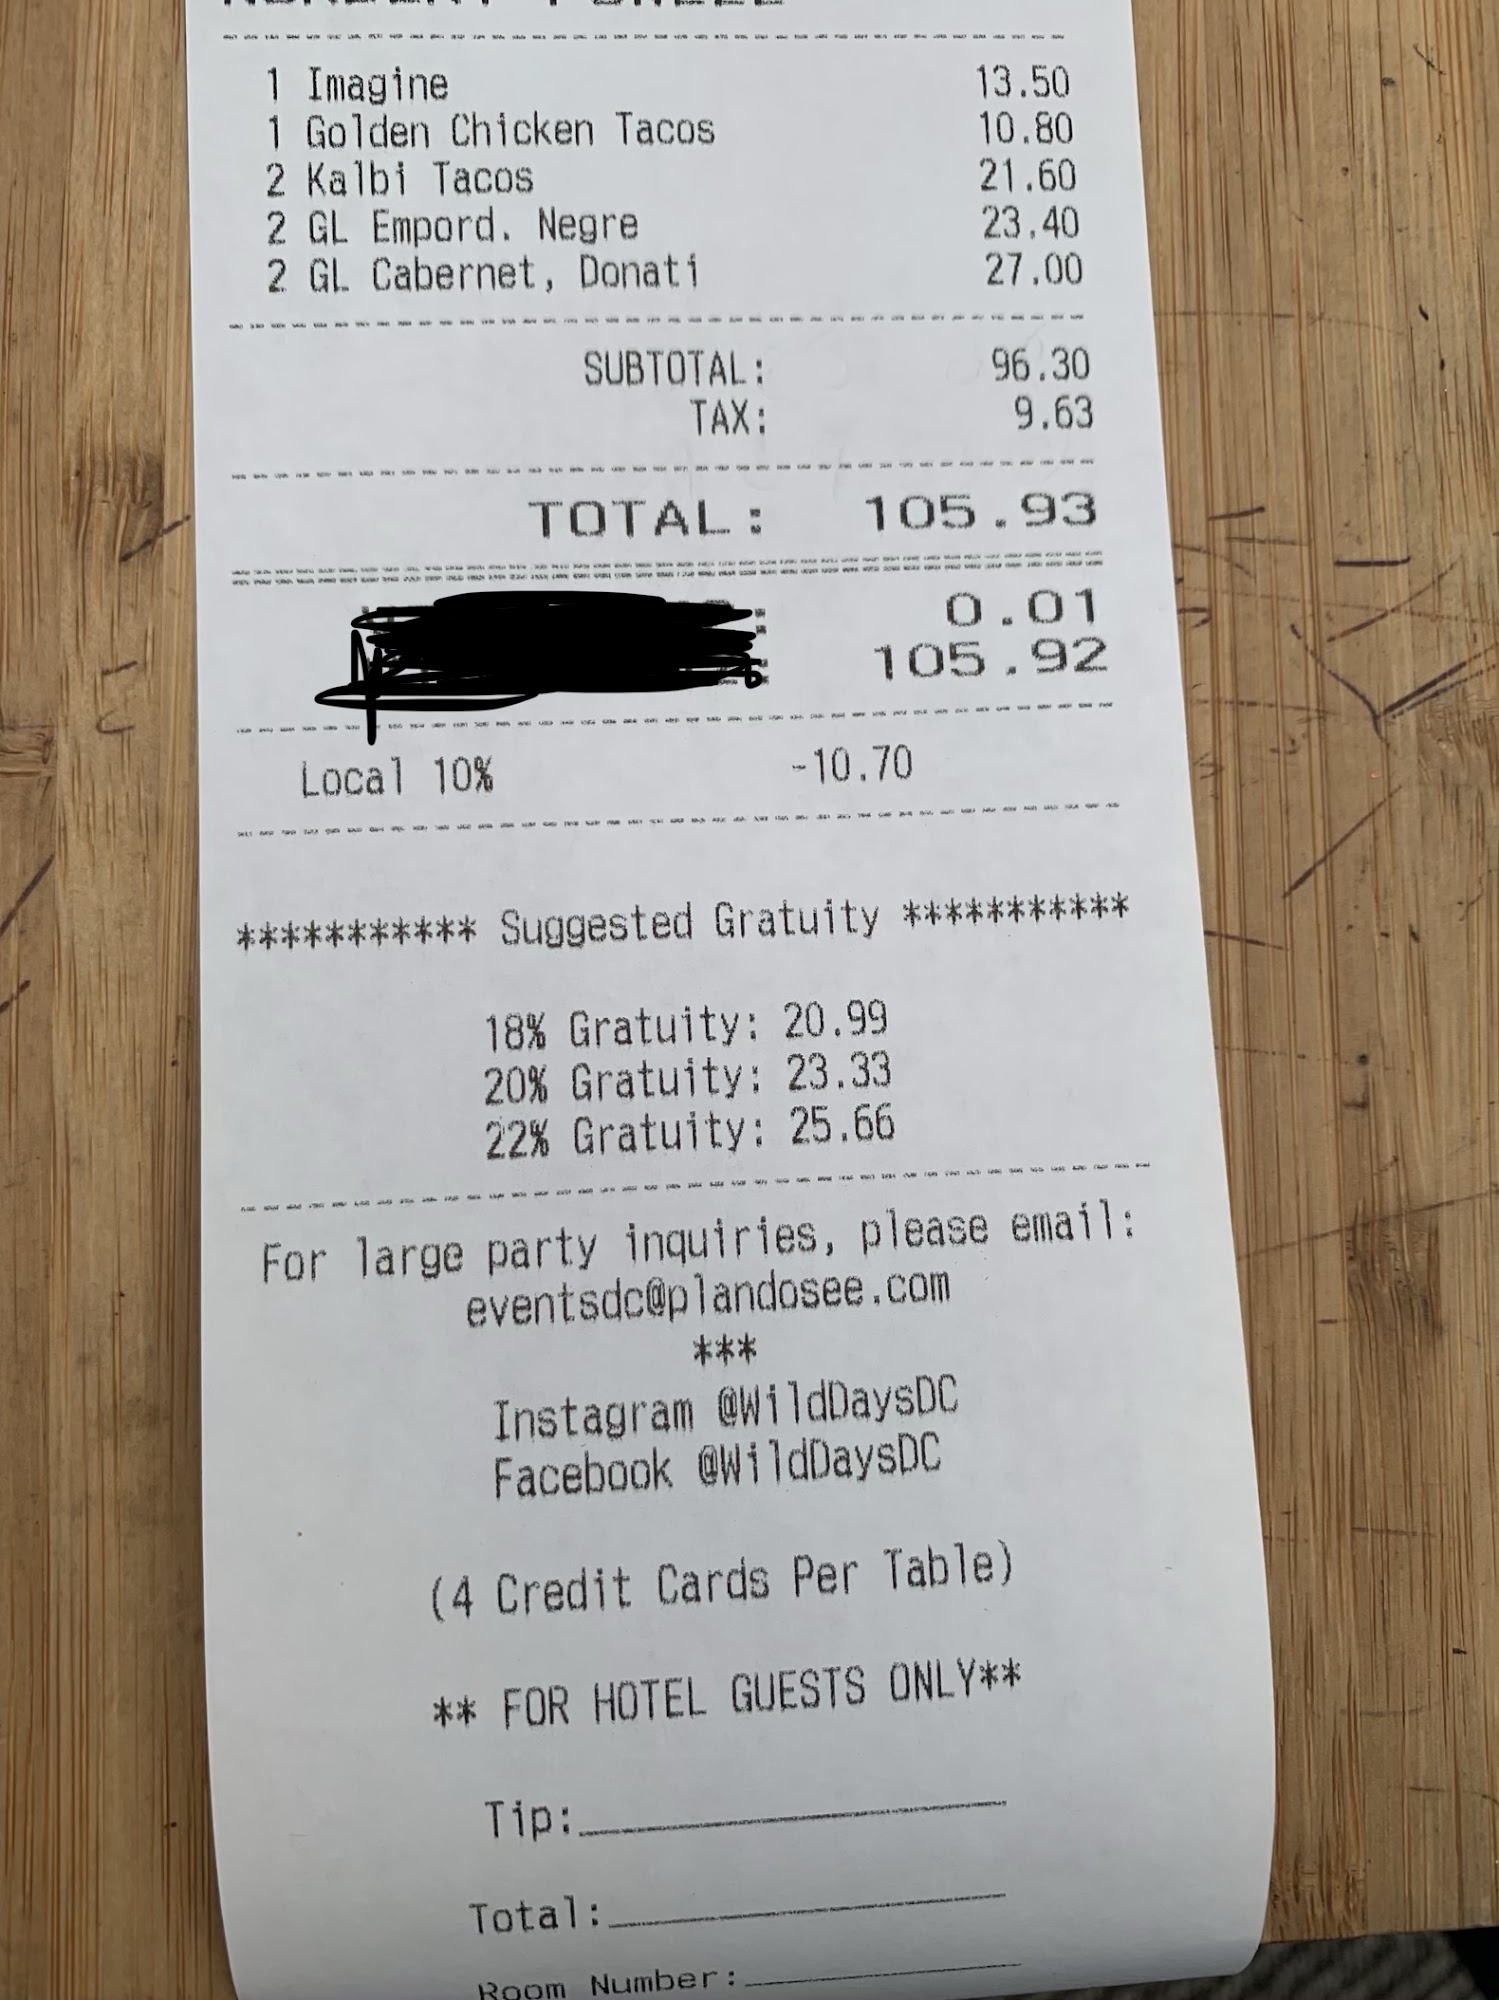 1 Imagine 13.50
1 Golden Chicken Tacos 10.80
2 Kalbi Tacos 21.60
2 GL Empord. Negre 23.40
2 GL Cabernet, Donati 27.00
SUBTOTAL: 96.30
TAX: 9.63
TOTAL: 105.93
: 0.01
: 105.92
Local 10% -10.70
*********** Suggested Gratuity ***********
18% Gratuity: 20.99
20% Gratuity: 23.33
22% Gratuity: 25.66
For large party inquiries, please email:
eventsdc@plandosee.com
***
Instagram @WildDaysDC
Facebook @WildDaysDC
(4 Credit Cards Per Table)
** FOR HOTEL GUESTS ONLY**
Tip:
Total:
Room Number: